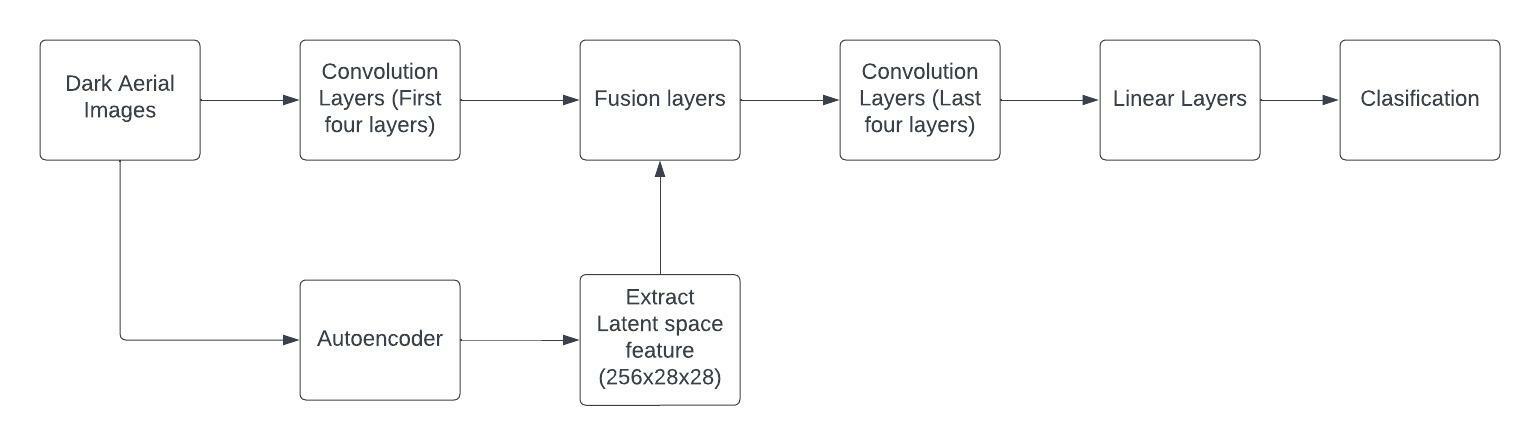 Dark Aerial
Images
Convolution
Layers (First
four layers)
Fusion layers
Convolution
Layers (Last
four layers)
Linear Layers
Clasification
Autoencoder
Extract
Latent space
feature
(256x28x28)